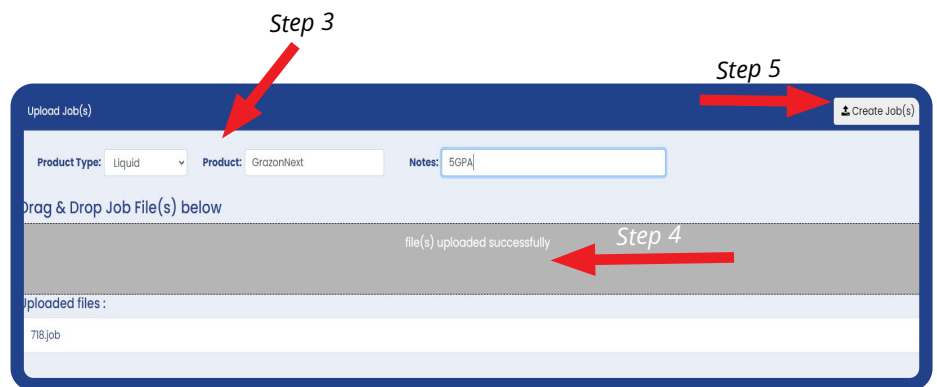 Step 3
Step 5
Upload Job(s)
Create Job(s)
Product Type: Liquid Product: GrazonNext Notes: 5GPA
Drag & Drop Job File(s) below
file(s) uploaded successfully
Step 4
Uploaded files :
718.job